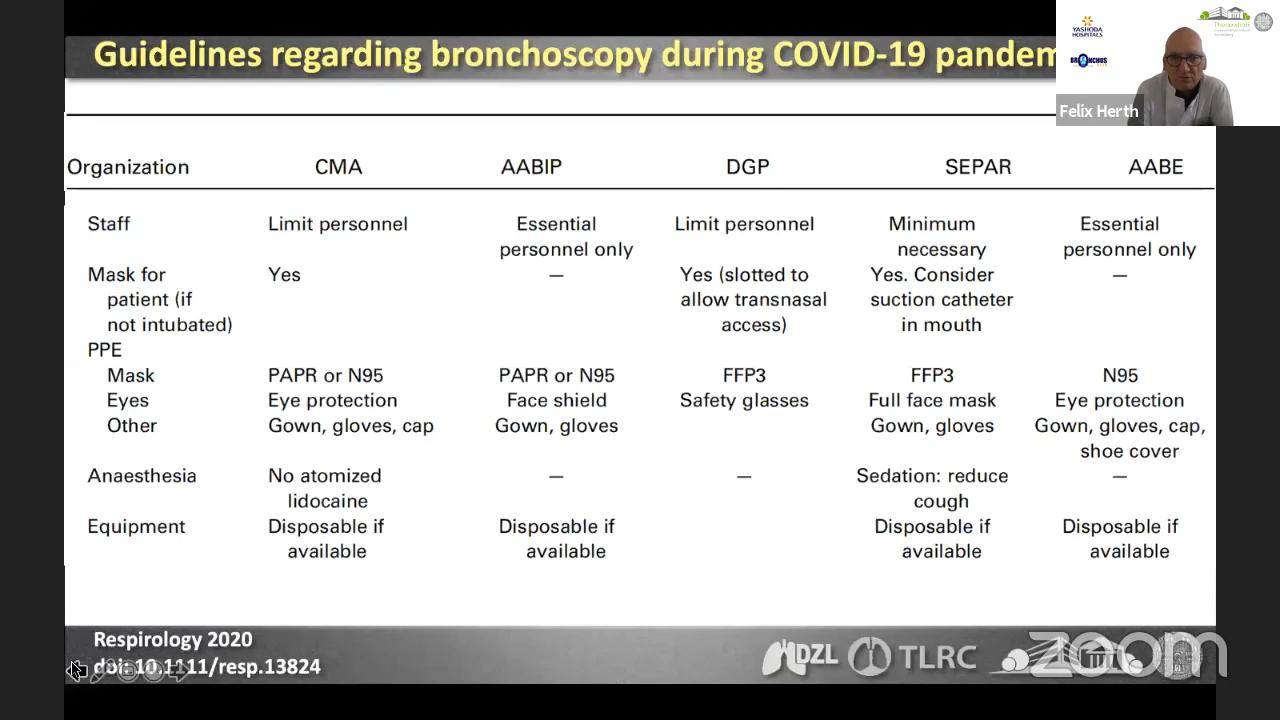 Guidelines regarding bronchoscopy during COVID-19 pandem
YASHODA
HOSPITALS
BRONCHUS
Thoraxklinik
Felix Herth
Organization CMA AABIP DGP SEPAR AABE
Staff Limit personnel Essential Limit personnel Minimum Essential
personnel only necessary personnel only
Mask for Yes — Yes (slotted to Yes. Consider —
patient (if allow transnasal suction catheter
not intubated) access) in mouth
PPE
Mask PAPR or N95 PAPR or N95 FFP3 FFP3 N95
Eyes Eye protection Face shield Safety glasses Full face mask Eye protection
Other Gown, gloves, cap Gown, gloves Gown, gloves Gown, gloves, cap,
shoe cover
Anaesthesia No atomized — — Sedation: reduce —
lidocaine cough
Equipment Disposable if Disposable if Disposable if Disposable if
available available available available
Respirology 2020
doi: 10.1111/resp.13824
DZL TLRC
zoom